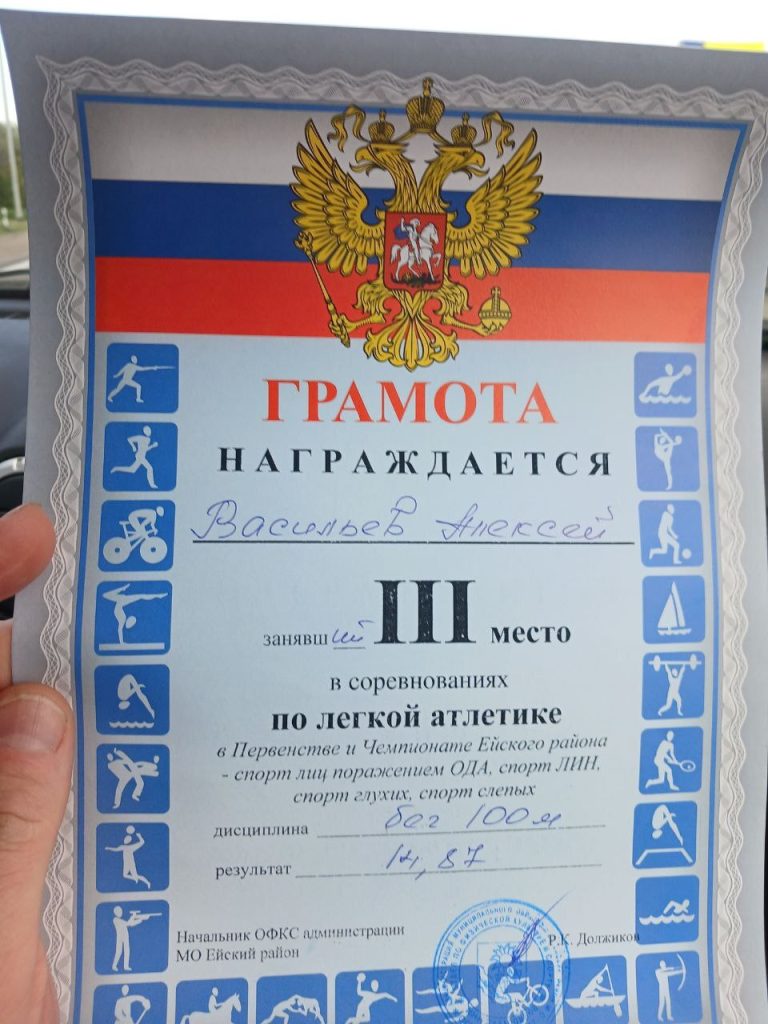 ГРАМОТА
НАГРАЖДАЕТСЯ
Васильев Алексей
занявший III место
в соревнованиях
по легкой атлетике
в Первенстве и Чемпионате Ейского района
- спорт лиц поражением ОДА, спорт ЛИН,
спорт глухих, спорт слепых
дисциплина бег 100м
результат 14,87
Начальник ОФКС администрации
МО Ейский район Р.К. Должиков